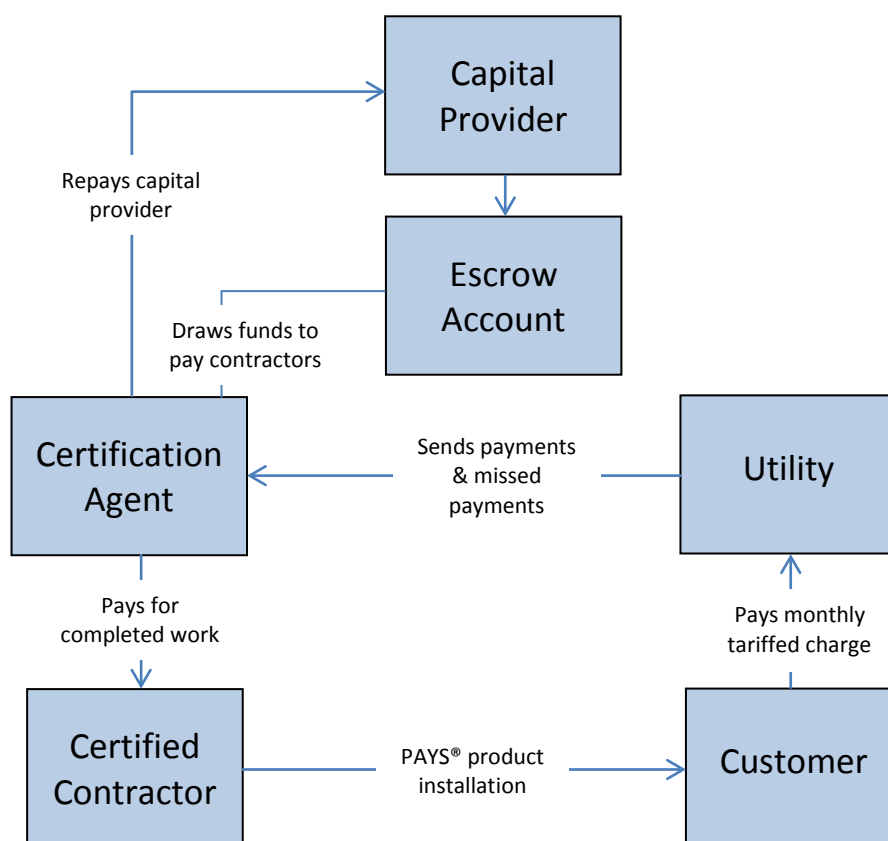 Capital
Provider
Repays capital
provider
Escrow
Account
Draws funds to
pay contractors
Certification
Agent
Sends payments
& missed
payments
Utility
Pays for
completed work
Pays monthly
tariffed charge
Certified
Contractor
PAYS® product
installation
Customer